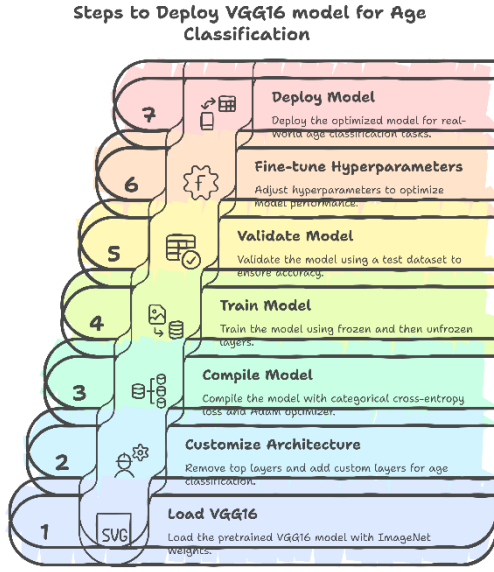 Steps to Deploy VGG16 model for Age
Classification
7
Deploy Model
Deploy the optimized model for real-
world age classification tasks.
6
Fine-tune Hyperparameters
Adjust hyperparameters to optimize
model performance.
5
Validate Model
Validate the model using a test dataset to
ensure accuracy.
4
Train Model
Train the model using frozen and then unfrozen
layers.
3
Compile Model
Compile the model with categorical cross-entropy
loss and Adam optimizer.
2
Customize Architecture
Remove top layers and add custom layers for age
classification.
1
SVG
Load VGG16
Load the pretrained VGG16 model with ImageNet
weights.